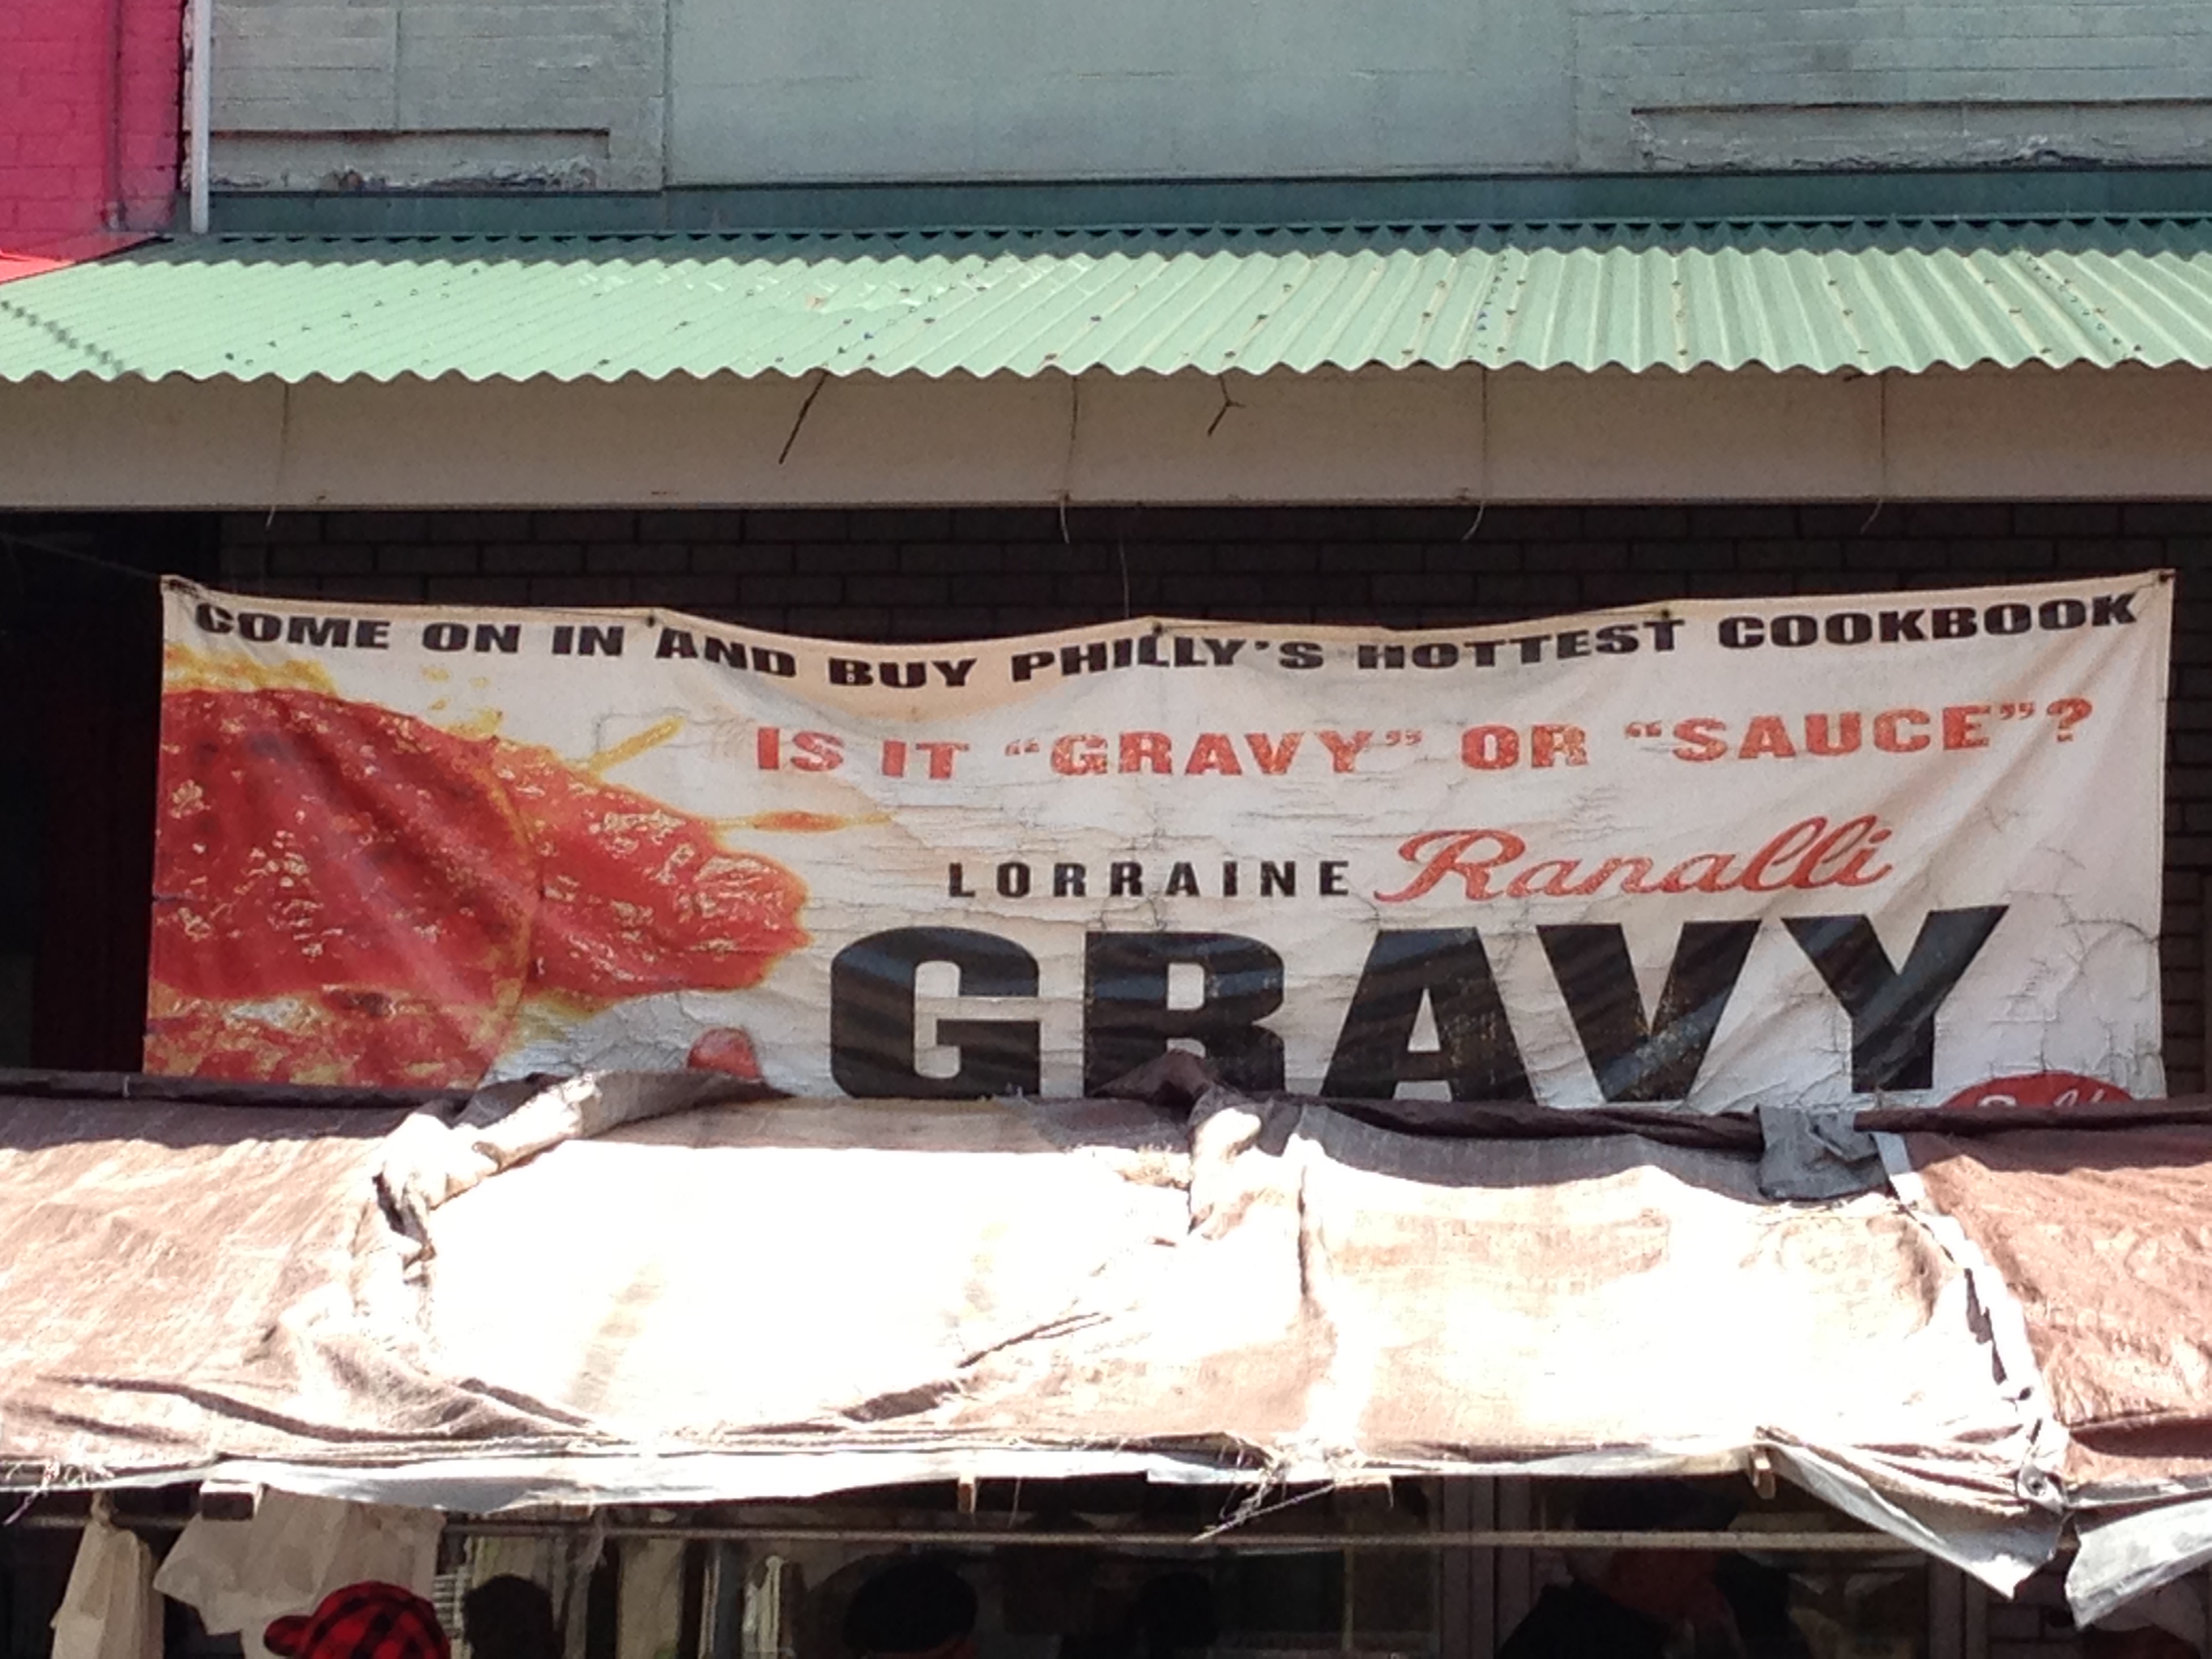 COME ON IN AND BUY PHILLY'S HOTTEST COOKBOOK
IS IT "GRAVY" OR "SAUCE"?
LORRAINE Ranalli
GRAVY